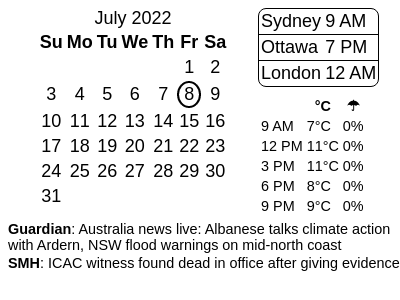 July 2022
Su Mo Tu We Th Fr Sa
1 2
3 4 5 6 7 8 9
10 11 12 13 14 15 16
17 18 19 20 21 22 23
24 25 26 27 28 29 30
31
Sydney 9 AM
Ottawa 7 PM
London 12 AM
°C ☂
9 AM 7°C 0%
12 PM 11°C 0%
3 PM 11°C 0%
6 PM 8°C 0%
9 PM 9°C 0%
Guardian: Australia news live: Albanese talks climate action
with Ardern, NSW flood warnings on mid-north coast
SMH: ICAC witness found dead in office after giving evidence